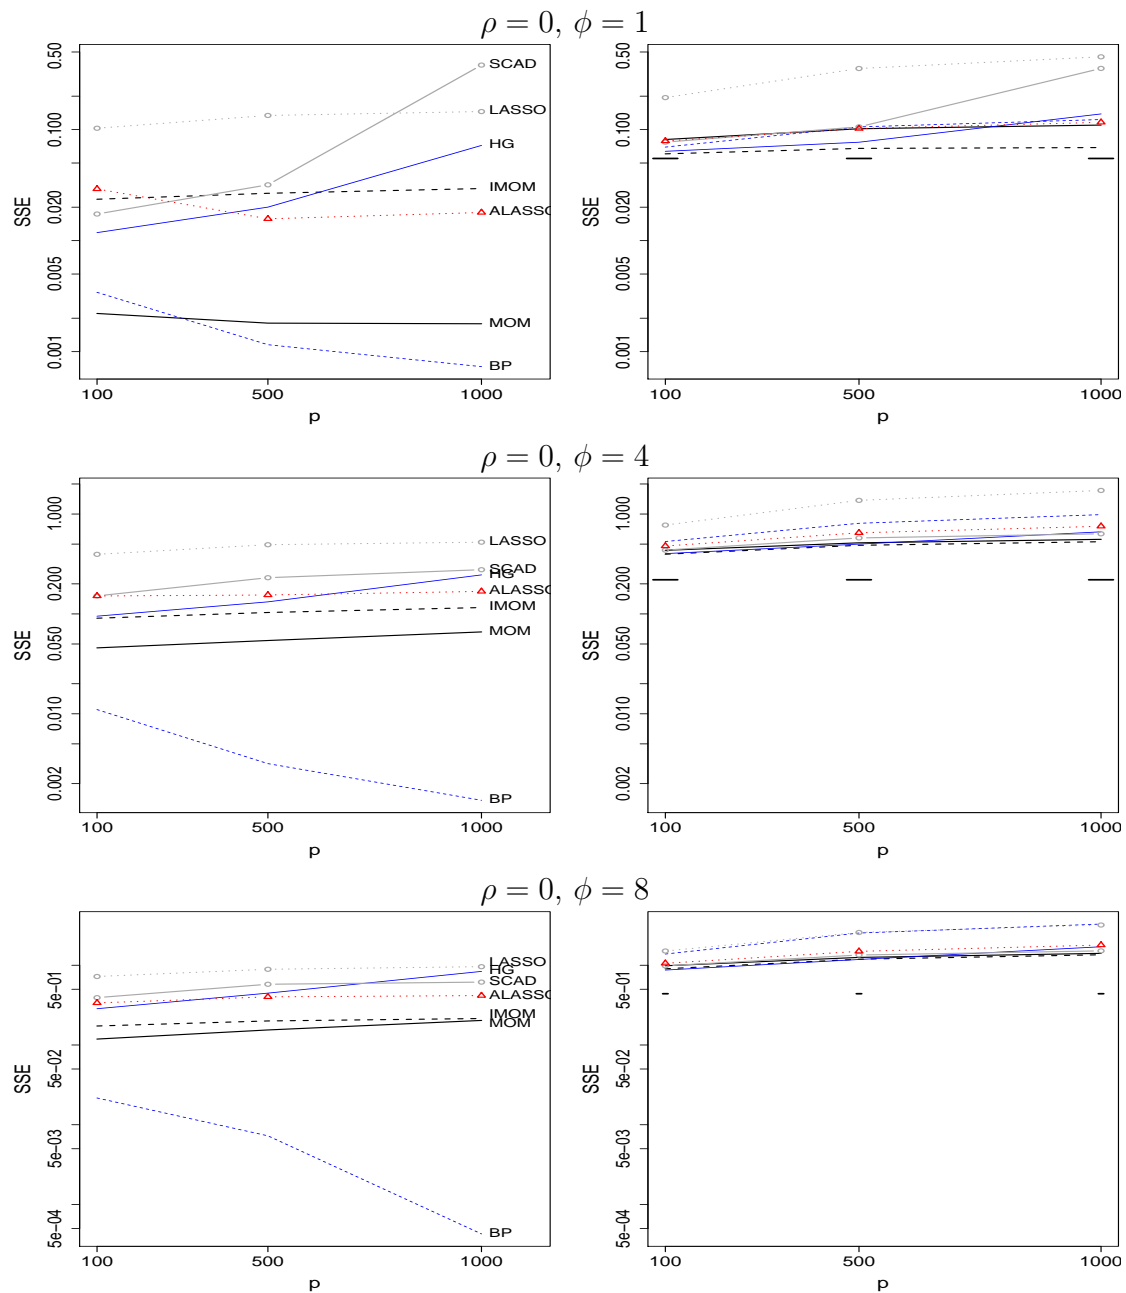 ρ = 0, ϕ = 1
SSE
0.50
0.100
0.020
0.005
0.001
SCAD
LASSO
HG
IMOM
ALASSO
MOM
BP
100
500
1000
p
SSE
0.50
0.100
0.020
0.005
0.001
100
500
1000
p
ρ = 0, ϕ = 4
SSE
1.000
0.200
0.050
0.010
0.002
LASSO
SCAD
HG
ALASSO
IMOM
MOM
BP
100
500
1000
p
SSE
1.000
0.200
0.050
0.010
0.002
100
500
1000
p
ρ = 0, ϕ = 8
SSE
5e−01
5e−02
5e−03
5e−04
LASSO
HG
SCAD
ALASSO
IMOM
MOM
BP
100
500
1000
p
SSE
5e−01
5e−02
5e−03
5e−04
100
500
1000
p